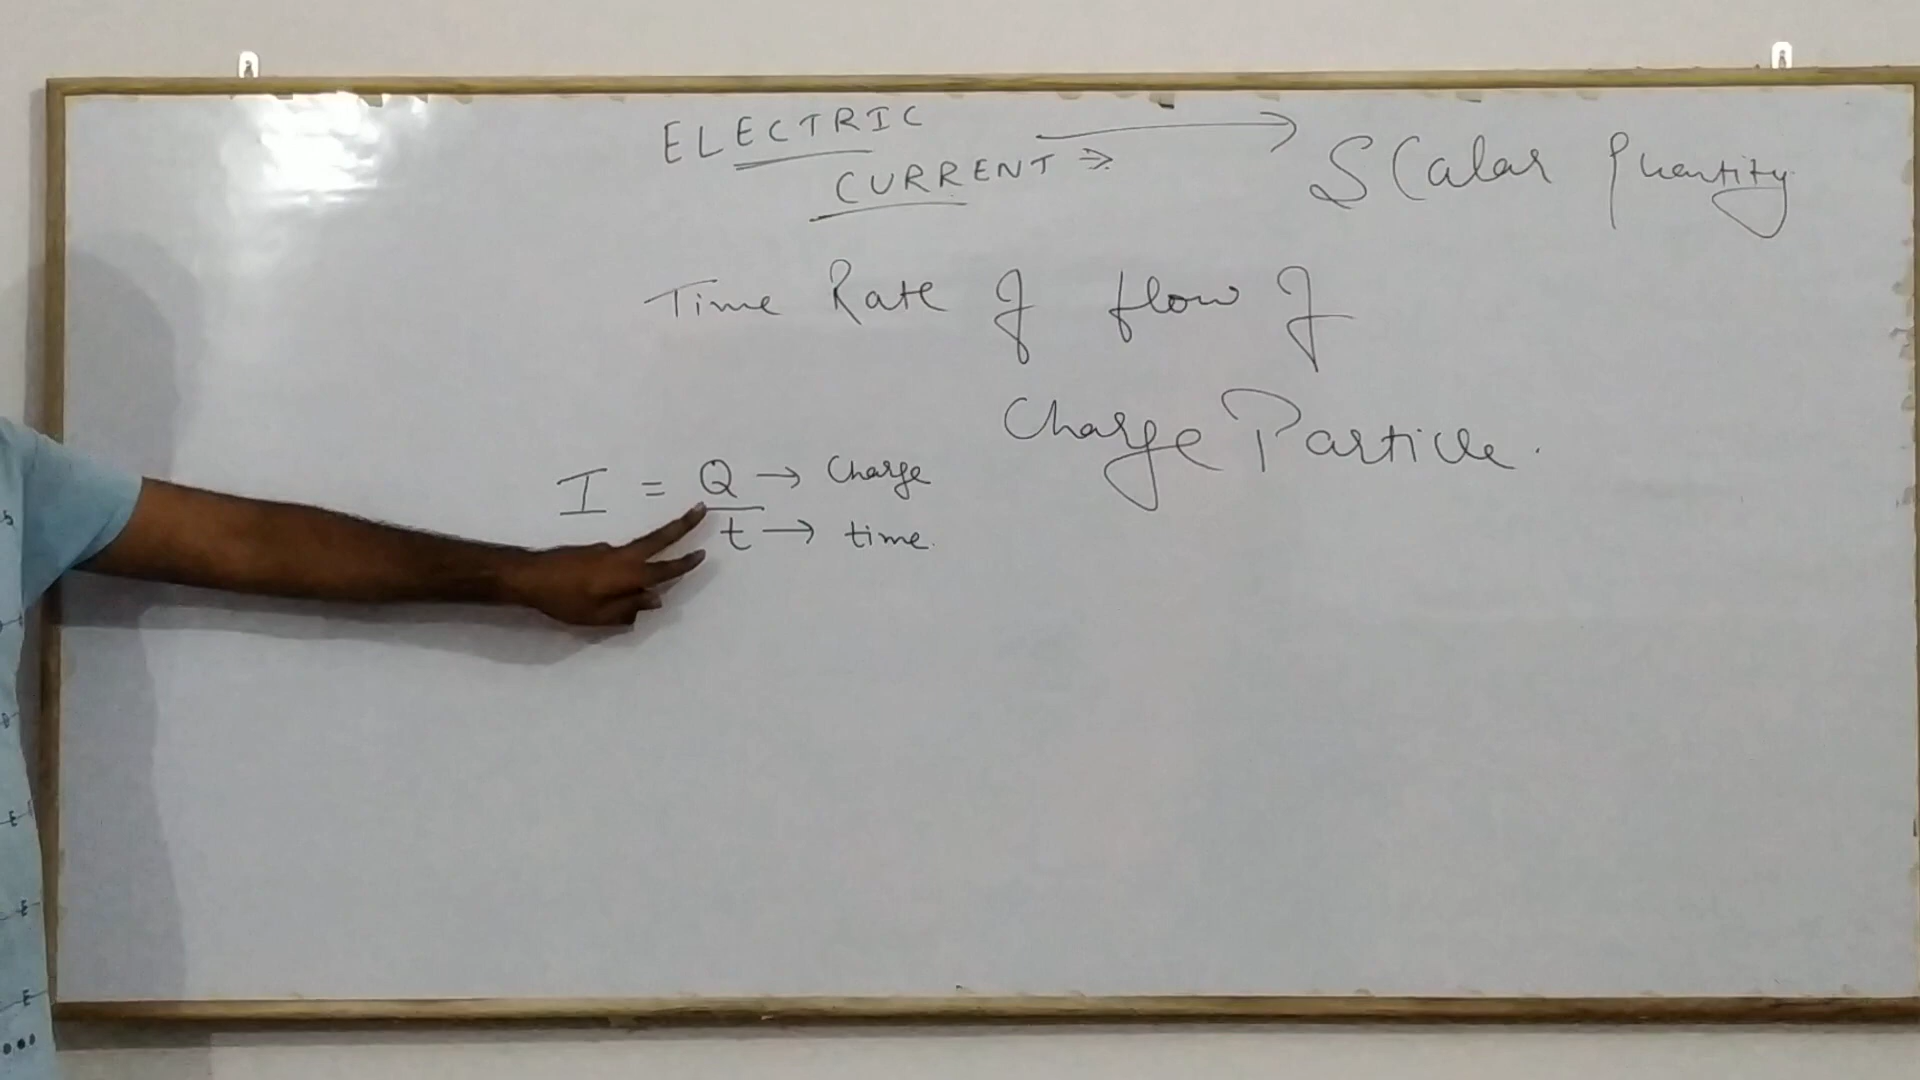 ELECTRIC
CURRENT ⇒ → Scalar Quantity
Time Rate of flow of
Charge Particle.
I = Q → Charge
t → time.